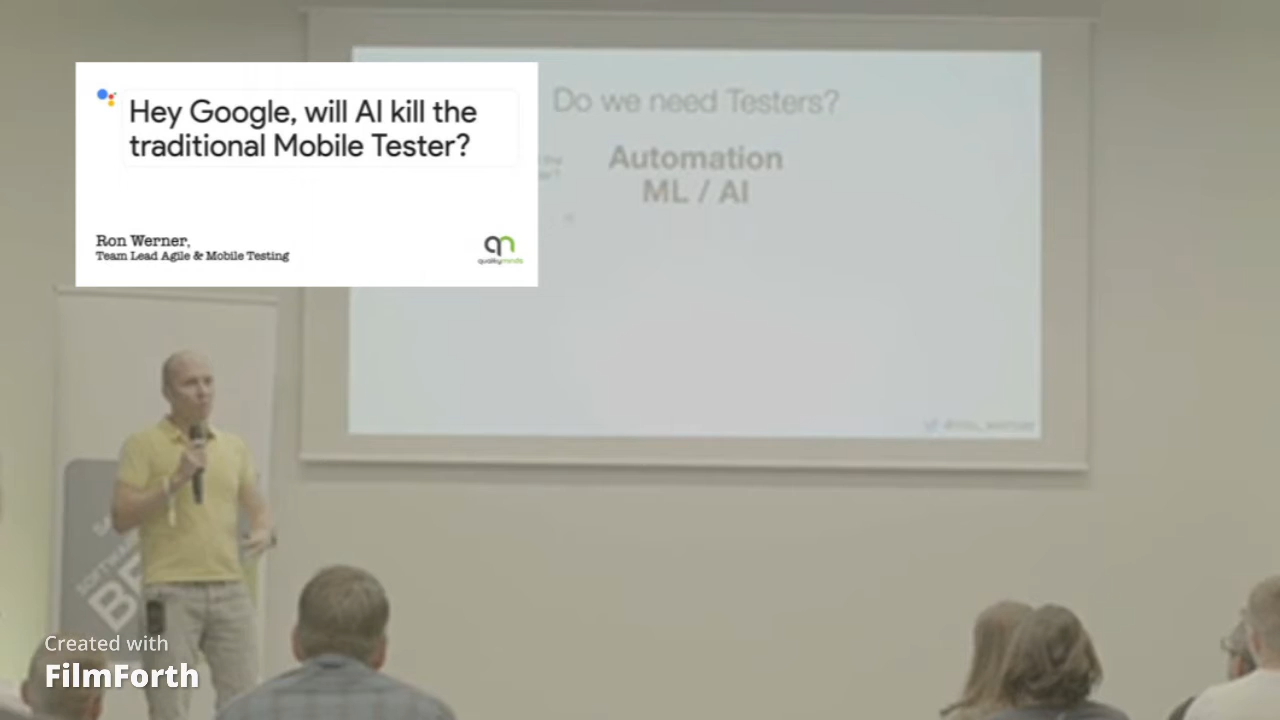 Hey Google, will AI kill the
traditional Mobile Tester?
Ron Werner,
Team Lead Agile & Mobile Testing
qualityminds
Do we need Testers?
Automation
ML / AI
Created with
FilmForth